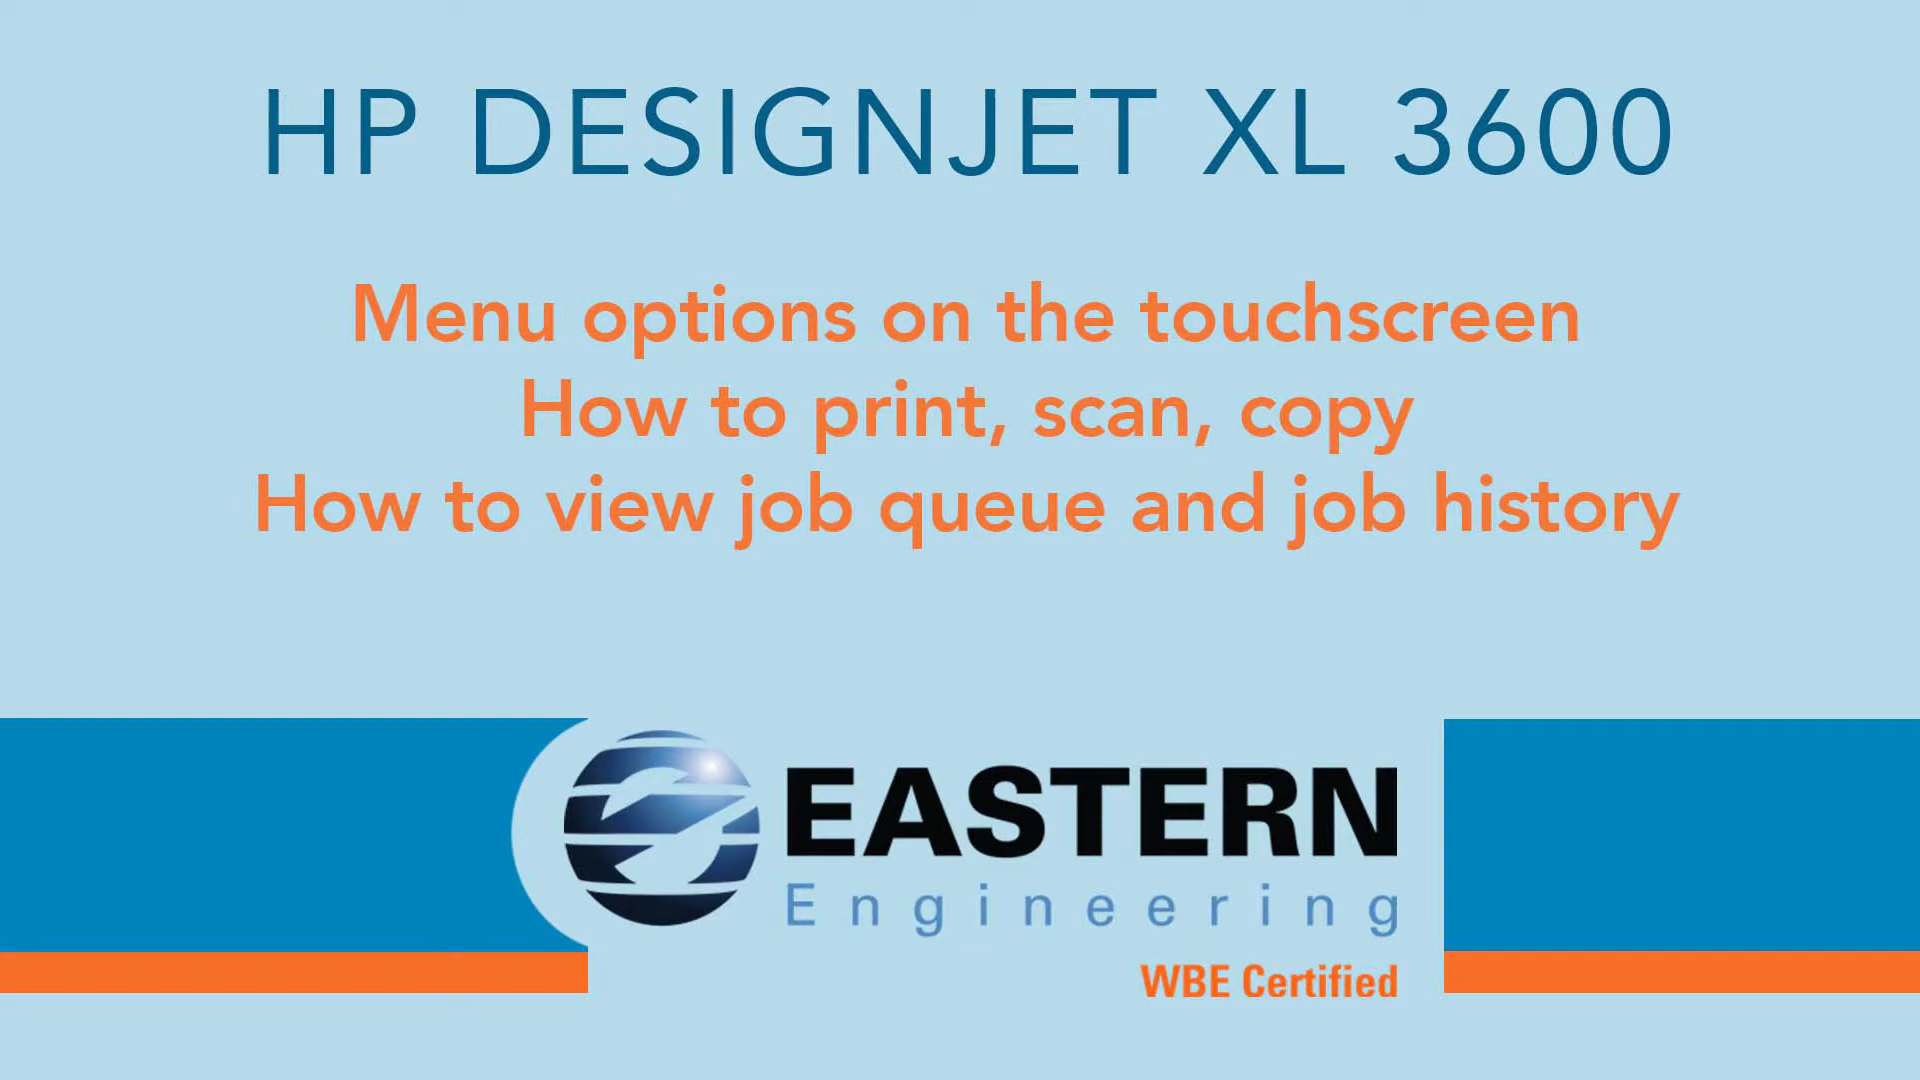 HP DESIGNJET XL 3600
Menu options on the touchscreen
How to print, scan, copy
How to view job queue and job history
EASTERN
Engineering
WBE Certified